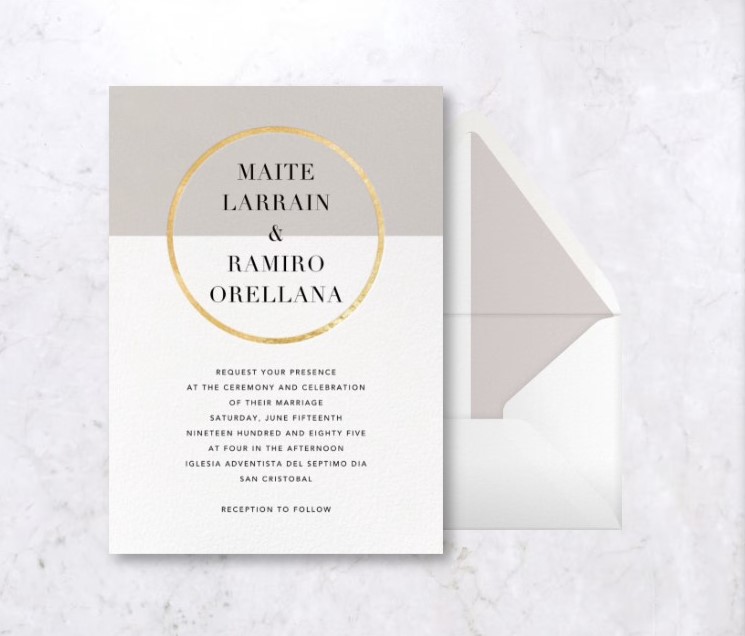 MAITE
LARRAIN
&
RAMIRO
ORELLANA
REQUEST YOUR PRESENCE
AT THE CEREMONY AND CELEBRATION
OF THEIR MARRIAGE
SATURDAY, JUNE FIFTEENTH
NINETEEN HUNDRED AND EIGHTY FIVE
AT FOUR IN THE AFTERNOON
IGLESIA ADVENTISTA DEL SEPTIMO DIA
SAN CRISTOBAL
RECEPTION TO FOLLOW